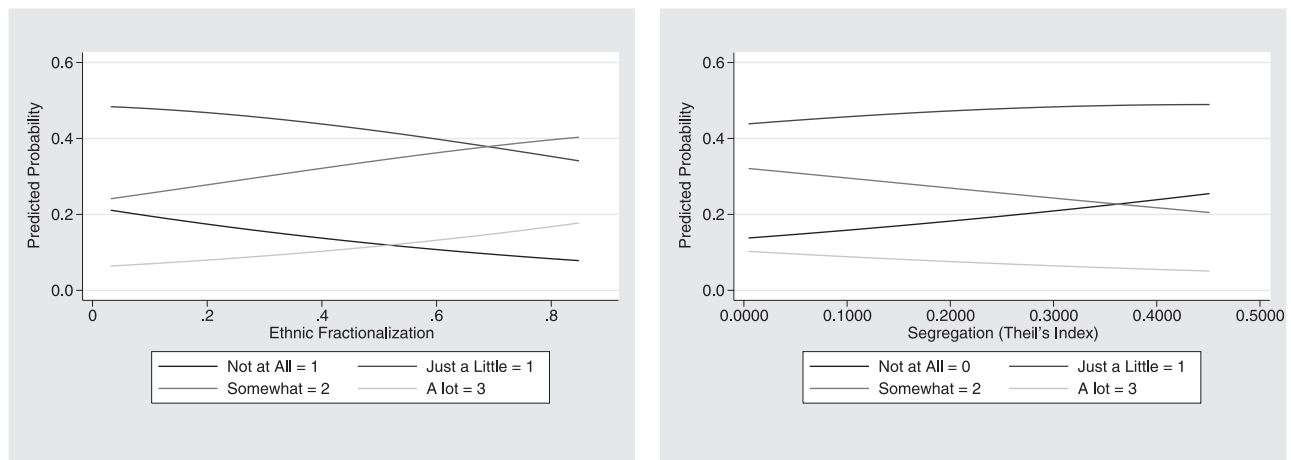 0.6
0.4
0.2
0.0
Predicted Probability
0 .2 .4 .6 .8
Ethnic Fractionalization
Not at All = 1 Just a Little = 1
Somewhat = 2 A lot = 3
0.6
0.4
0.2
0.0
Predicted Probability
0.0000 0.1000 0.2000 0.3000 0.4000 0.5000
Segregation (Theil's Index)
Not at All = 0 Just a Little = 1
Somewhat = 2 A lot = 3